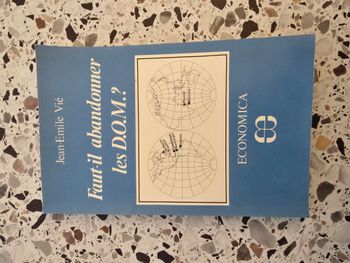 Jean-Emile Vié
Faut-il abandonner
les D.O.M.?
ECONOMICA